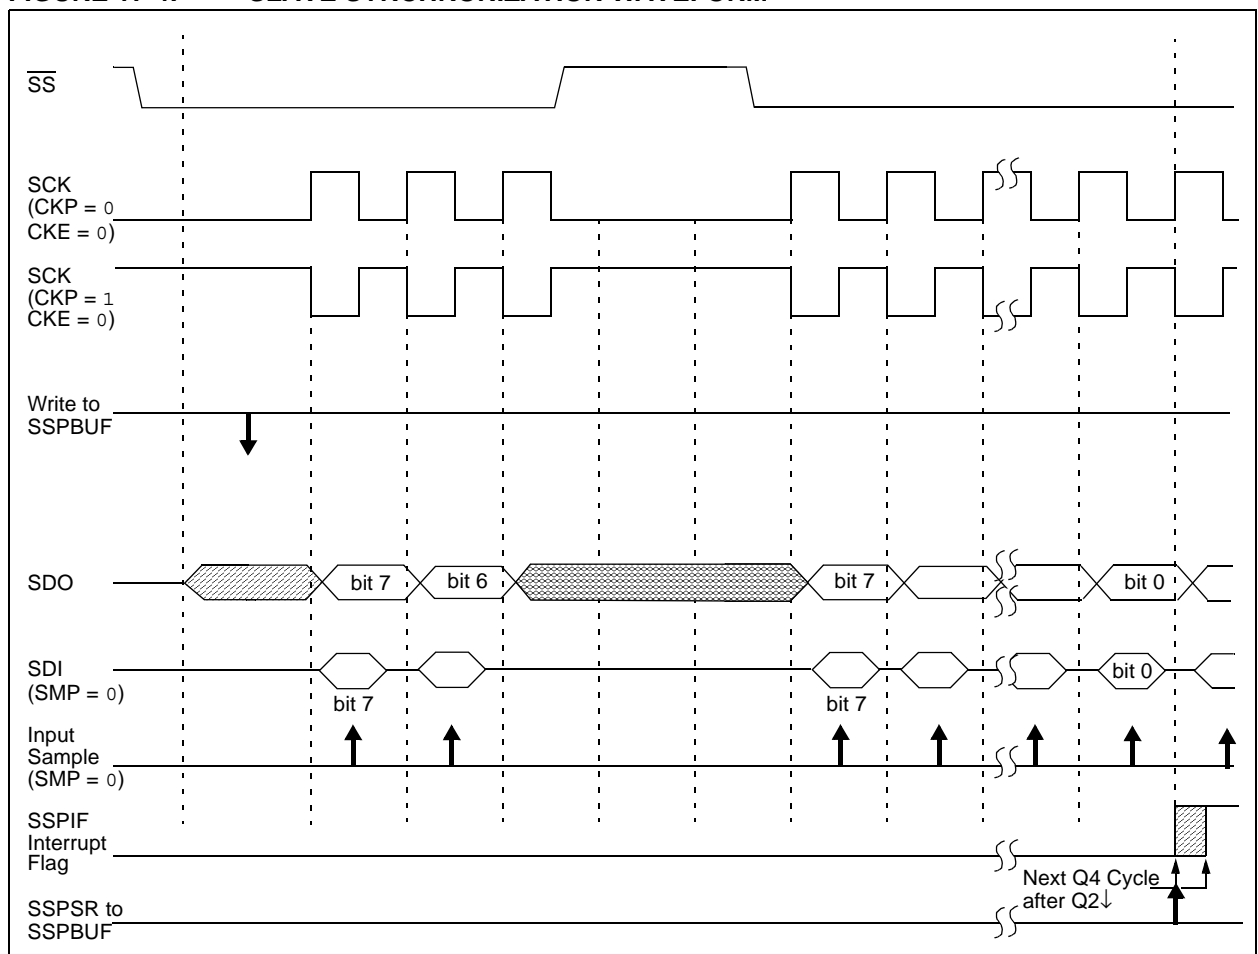 SS
SCK
(CKP = 0
CKE = 0)
SCK
(CKP = 1
CKE = 0)
Write to
SSPBUF
SDO
bit 7
bit 6
bit 7
bit 0
SDI
(SMP = 0)
bit 7
bit 7
bit 0
Input
Sample
(SMP = 0)
SSPIF
Interrupt
Flag
Next Q4 Cycle
after Q2↓
SSPSR to
SSPBUF